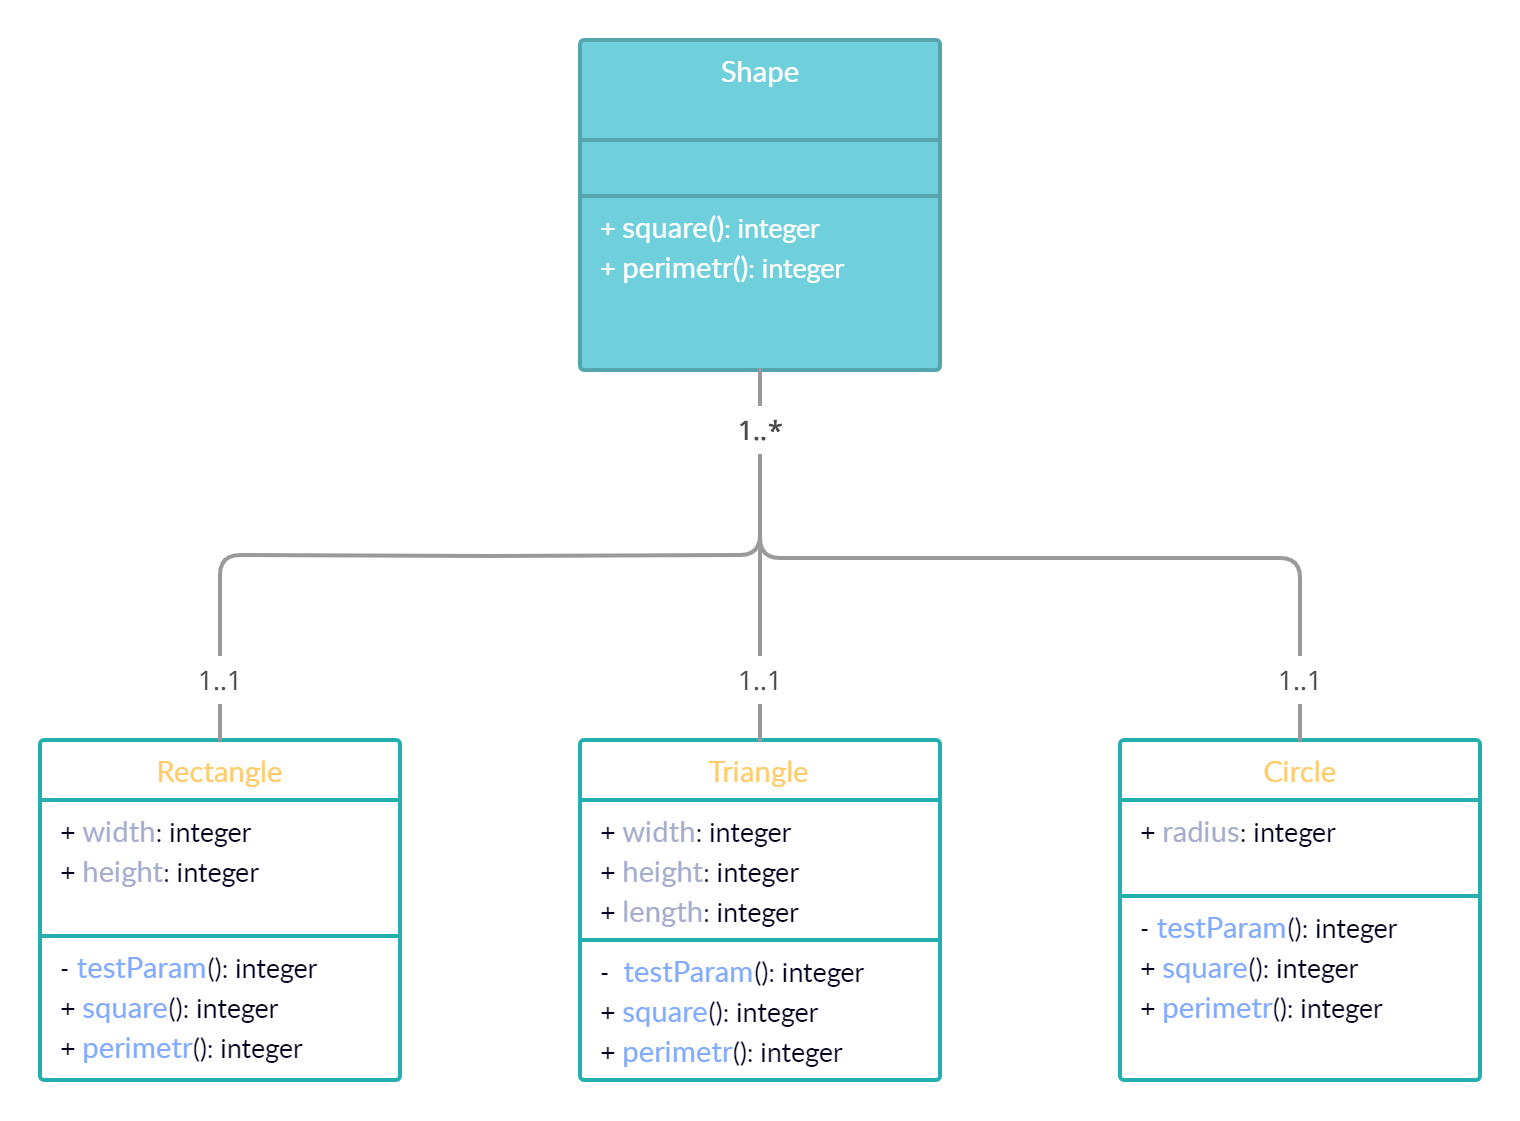 Shape
+ square(): integer
+ perimetr(): integer
1..*
1..1
1..1
1..1
Rectangle
+ width: integer
+ height: integer
- testParam(): integer
+ square(): integer
+ perimetr(): integer
Triangle
+ width: integer
+ height: integer
+ length: integer
- testParam(): integer
+ square(): integer
+ perimetr(): integer
Circle
+ radius: integer
- testParam(): integer
+ square(): integer
+ perimetr(): integer